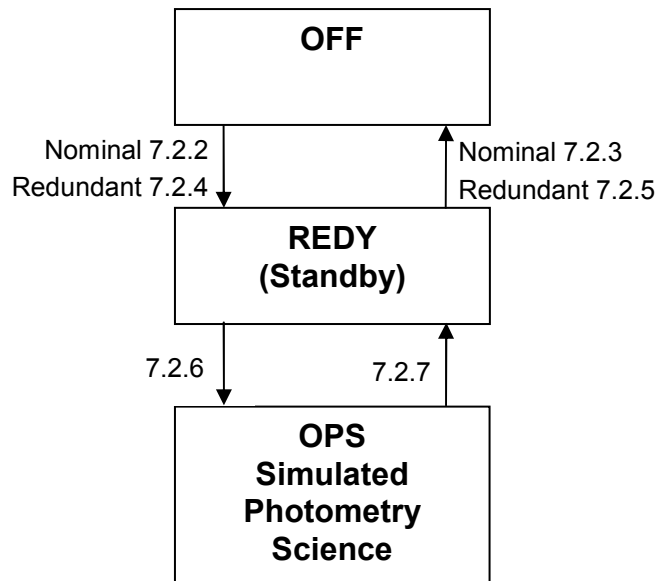 OFF
Nominal 7.2.2
Redundant 7.2.4
Nominal 7.2.3
Redundant 7.2.5
REDY
(Standby)
7.2.6
7.2.7
OPS
Simulated
Photometry
Science